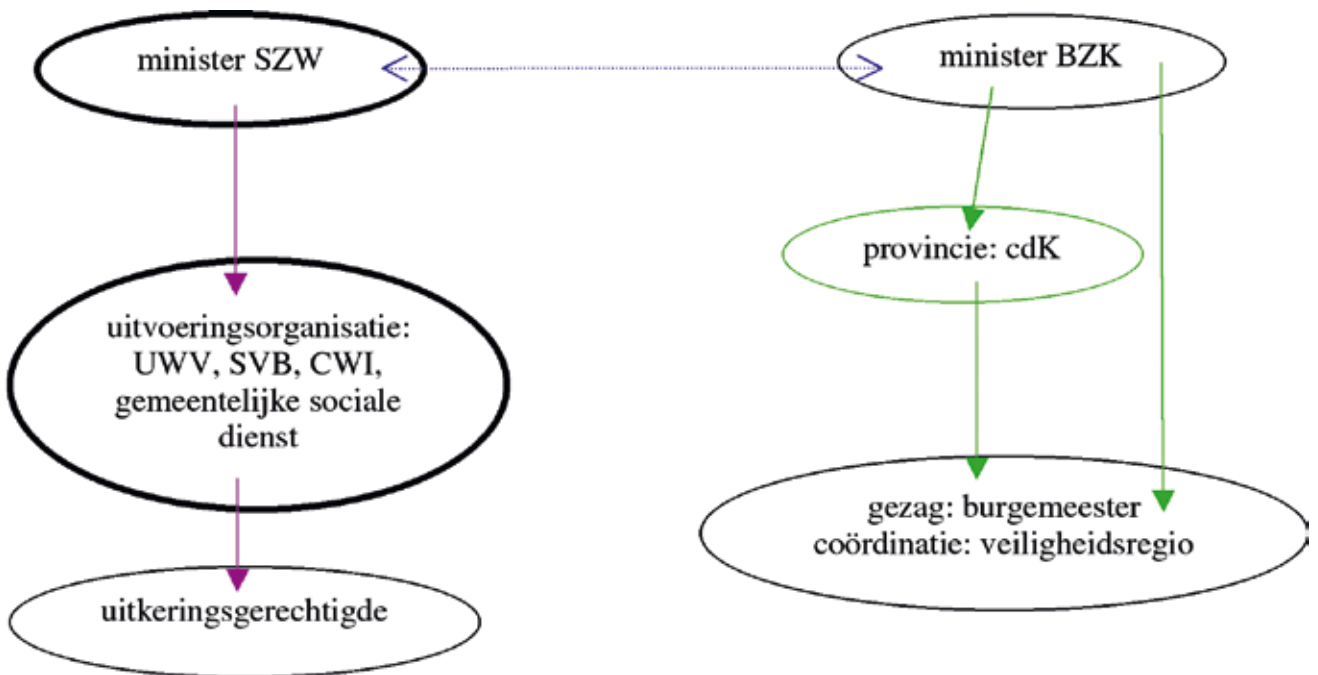 minister SZW
minister BZK
provincie: cdK
uitvoeringsorganisatie:
UWV, SVB, CWI,
gemeentelijke sociale
dienst
gezag: burgemeester
coördinatie: veiligheidsregio
uitkeringsgerechtigde